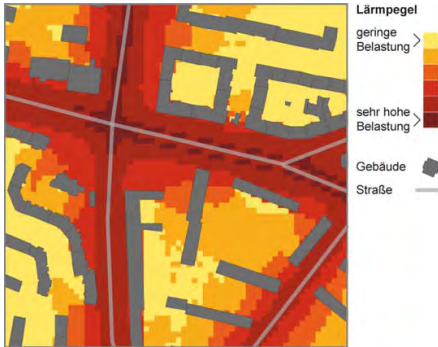 Lärmpegel
geringe
Belastung
sehr hohe
Belastung
Gebäude
Straße